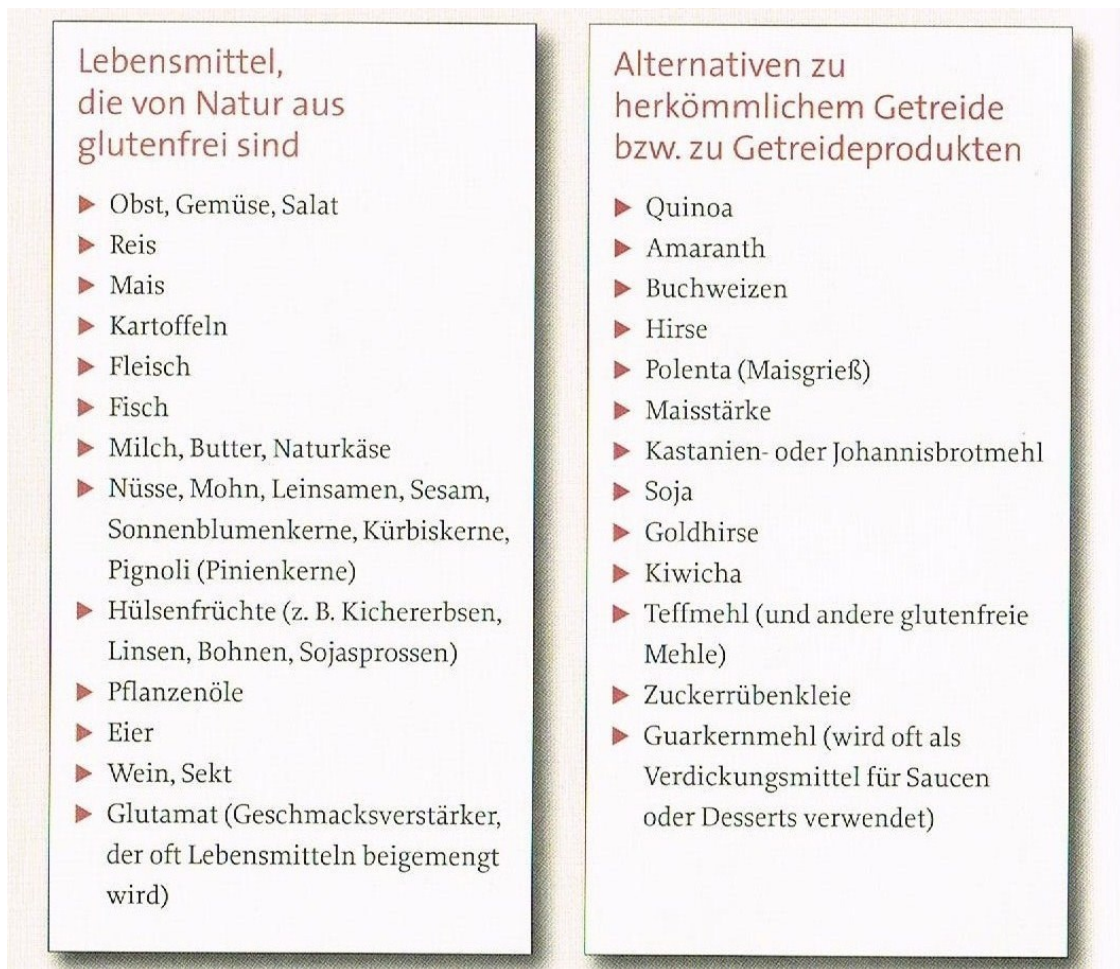 Lebensmittel,
die von Natur aus
glutenfrei sind
▶ Obst, Gemüse, Salat
▶ Reis
▶ Mais
▶ Kartoffeln
▶ Fleisch
▶ Fisch
▶ Milch, Butter, Naturkäse
▶ Nüsse, Mohn, Leinsamen, Sesam,
Sonnenblumenkerne, Kürbiskerne,
Pignoli (Pinienkerne)
▶ Hülsenfrüchte (z. B. Kichererbsen,
Linsen, Bohnen, Sojasprossen)
▶ Pflanzenöle
▶ Eier
▶ Wein, Sekt
▶ Glutamat (Geschmacksverstärker,
der oft Lebensmitteln beigemengt
wird)
Alternativen zu
herkömmlichem Getreide
bzw. zu Getreideprodukten
▶ Quinoa
▶ Amaranth
▶ Buchweizen
▶ Hirse
▶ Polenta (Maisgrieß)
▶ Maisstärke
▶ Kastanien- oder Johannisbrotmehl
▶ Soja
▶ Goldhirse
▶ Kiwicha
▶ Teffmehl (und andere glutenfreie
Mehle)
▶ Zuckerrübenkleie
▶ Guarkernmehl (wird oft als
Verdickungsmittel für Saucen
oder Desserts verwendet)